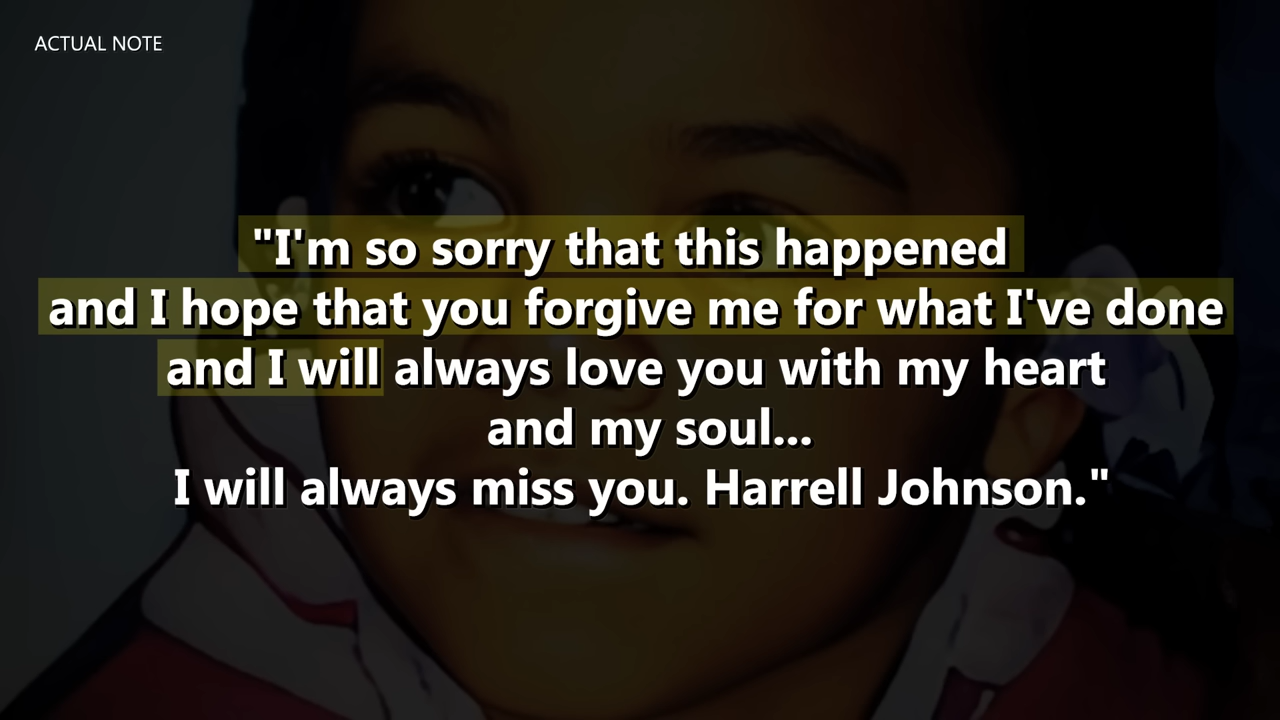 ACTUAL NOTE
"I'm so sorry that this happened
and I hope that you forgive me for what I've done
and I will always love you with my heart
and my soul...
I will always miss you. Harrell Johnson."